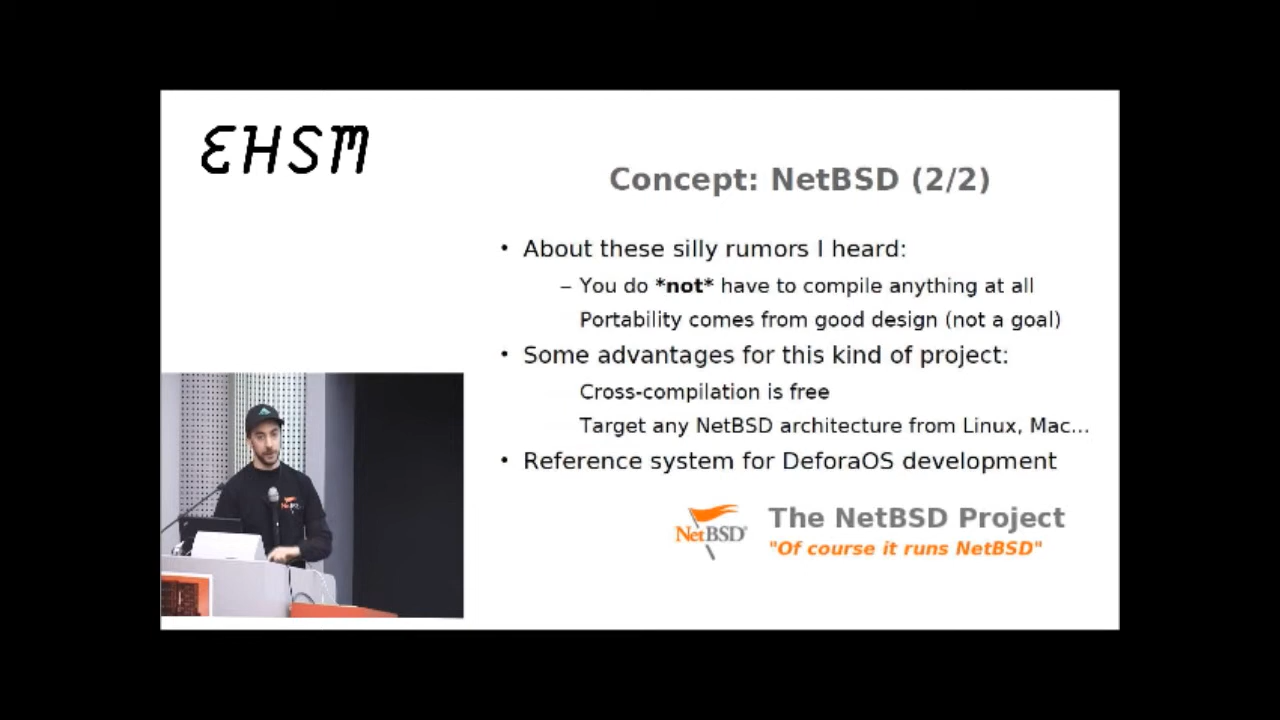 EHSM
Concept: NetBSD (2/2)
• About these silly rumors I heard:
– You do *not* have to compile anything at all
Portability comes from good design (not a goal)
• Some advantages for this kind of project:
Cross-compilation is free
Target any NetBSD architecture from Linux, Mac...
• Reference system for DeforaOS development
NetBSD®
The NetBSD Project
"Of course it runs NetBSD"